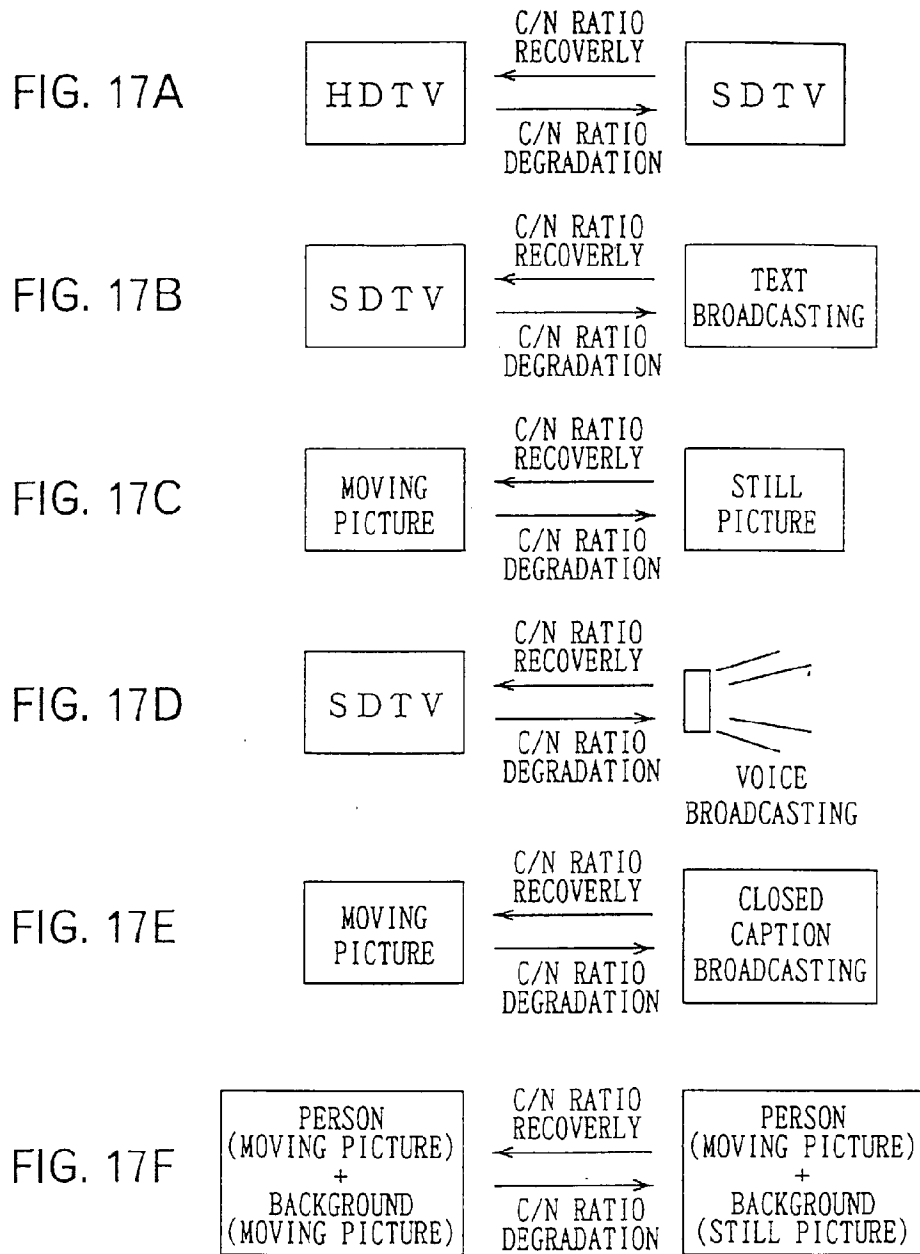 FIG. 17A
HDTV
C/N RATIO
RECOVERLY
C/N RATIO
DEGRADATION
SDTV
FIG. 17B
SDTV
C/N RATIO
RECOVERLY
C/N RATIO
DEGRADATION
TEXT
BROADCASTING
FIG. 17C
MOVING
PICTURE
C/N RATIO
RECOVERLY
C/N RATIO
DEGRADATION
STILL
PICTURE
FIG. 17D
SDTV
C/N RATIO
RECOVERLY
C/N RATIO
DEGRADATION
VOICE
BROADCASTING
FIG. 17E
MOVING
PICTURE
C/N RATIO
RECOVERLY
C/N RATIO
DEGRADATION
CLOSED
CAPTION
BROADCASTING
FIG. 17F
PERSON
(MOVING PICTURE)
+
BACKGROUND
(MOVING PICTURE)
C/N RATIO
RECOVERLY
C/N RATIO
DEGRADATION
PERSON
(MOVING PICTURE)
+
BACKGROUND
(STILL PICTURE)